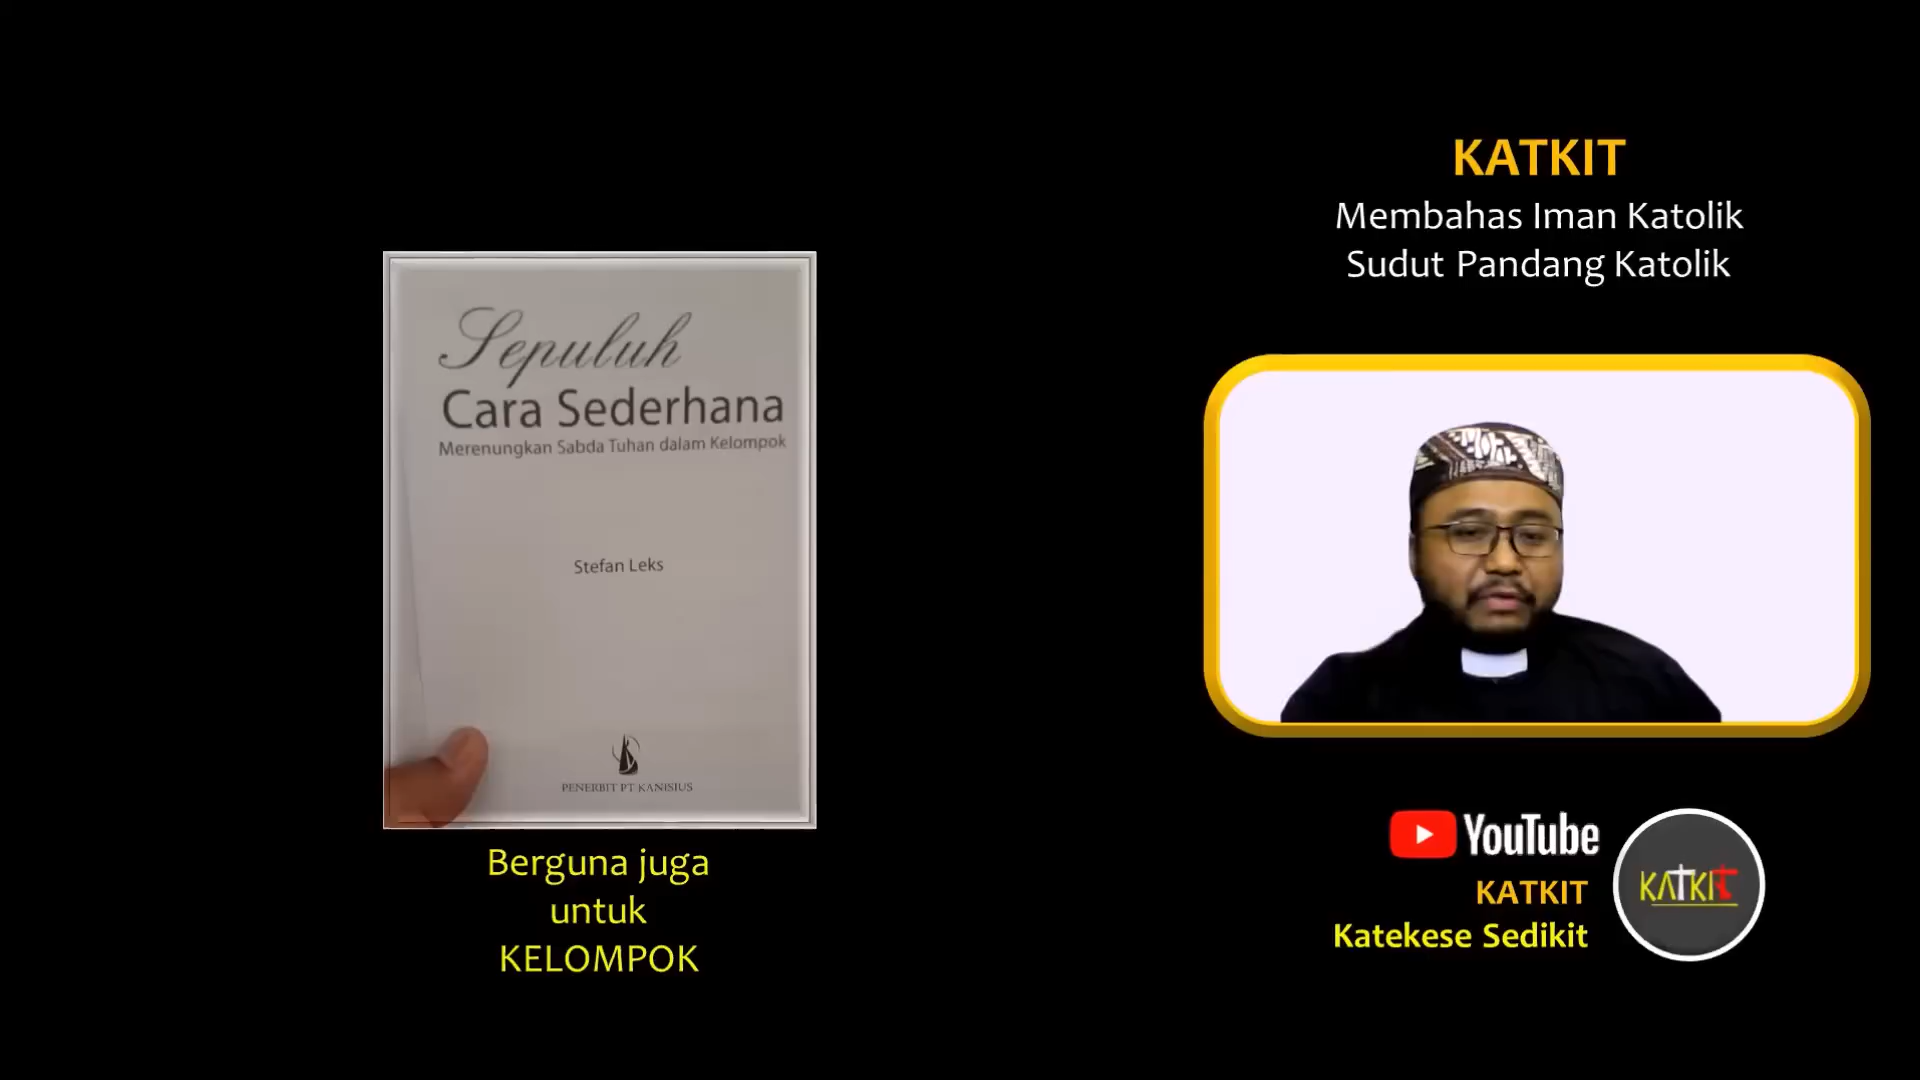 Sepuluh
Cara Sederhana
Merenungkan Sabda Tuhan dalam Kelompok
Stefan Leks
PENERBIT PT KANISIUS
Berguna juga
untuk
KELOMPOK
KATKIT
Membahas Iman Katolik
Sudut Pandang Katolik
YouTube
KATKIT
Katekese Sedikit
KATKIT